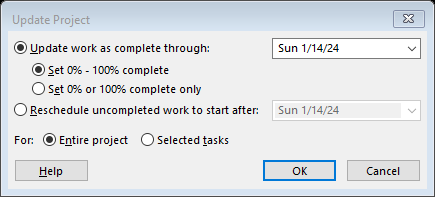 Update Project
Update work as complete through: Sun 1/14/24
Set 0% - 100% complete
Set 0% or 100% complete only
Reschedule uncompleted work to start after: Sun 1/14/24
For: Entire project Selected tasks
Help OK Cancel